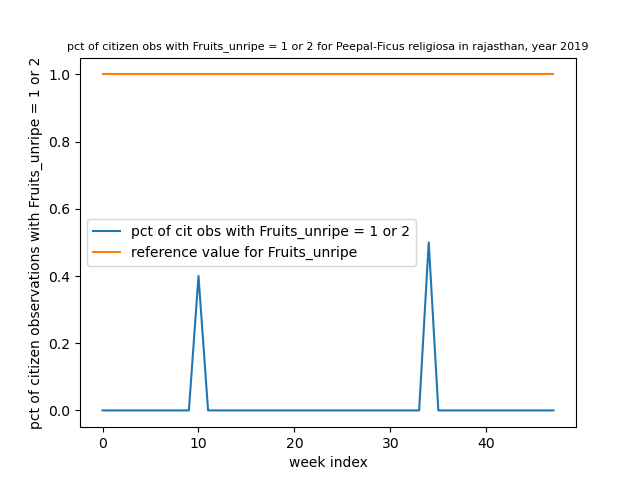 pct of citizen obs with Fruits_unripe = 1 or 2 for Peepal-Ficus religiosa in rajasthan, year 2019
pct of citizen observations with Fruits_unripe = 1 or 2
1.0
0.8
0.6
0.4
0.2
0.0
pct of cit obs with Fruits_unripe = 1 or 2
reference value for Fruits_unripe
0 10 20 30 40
week index